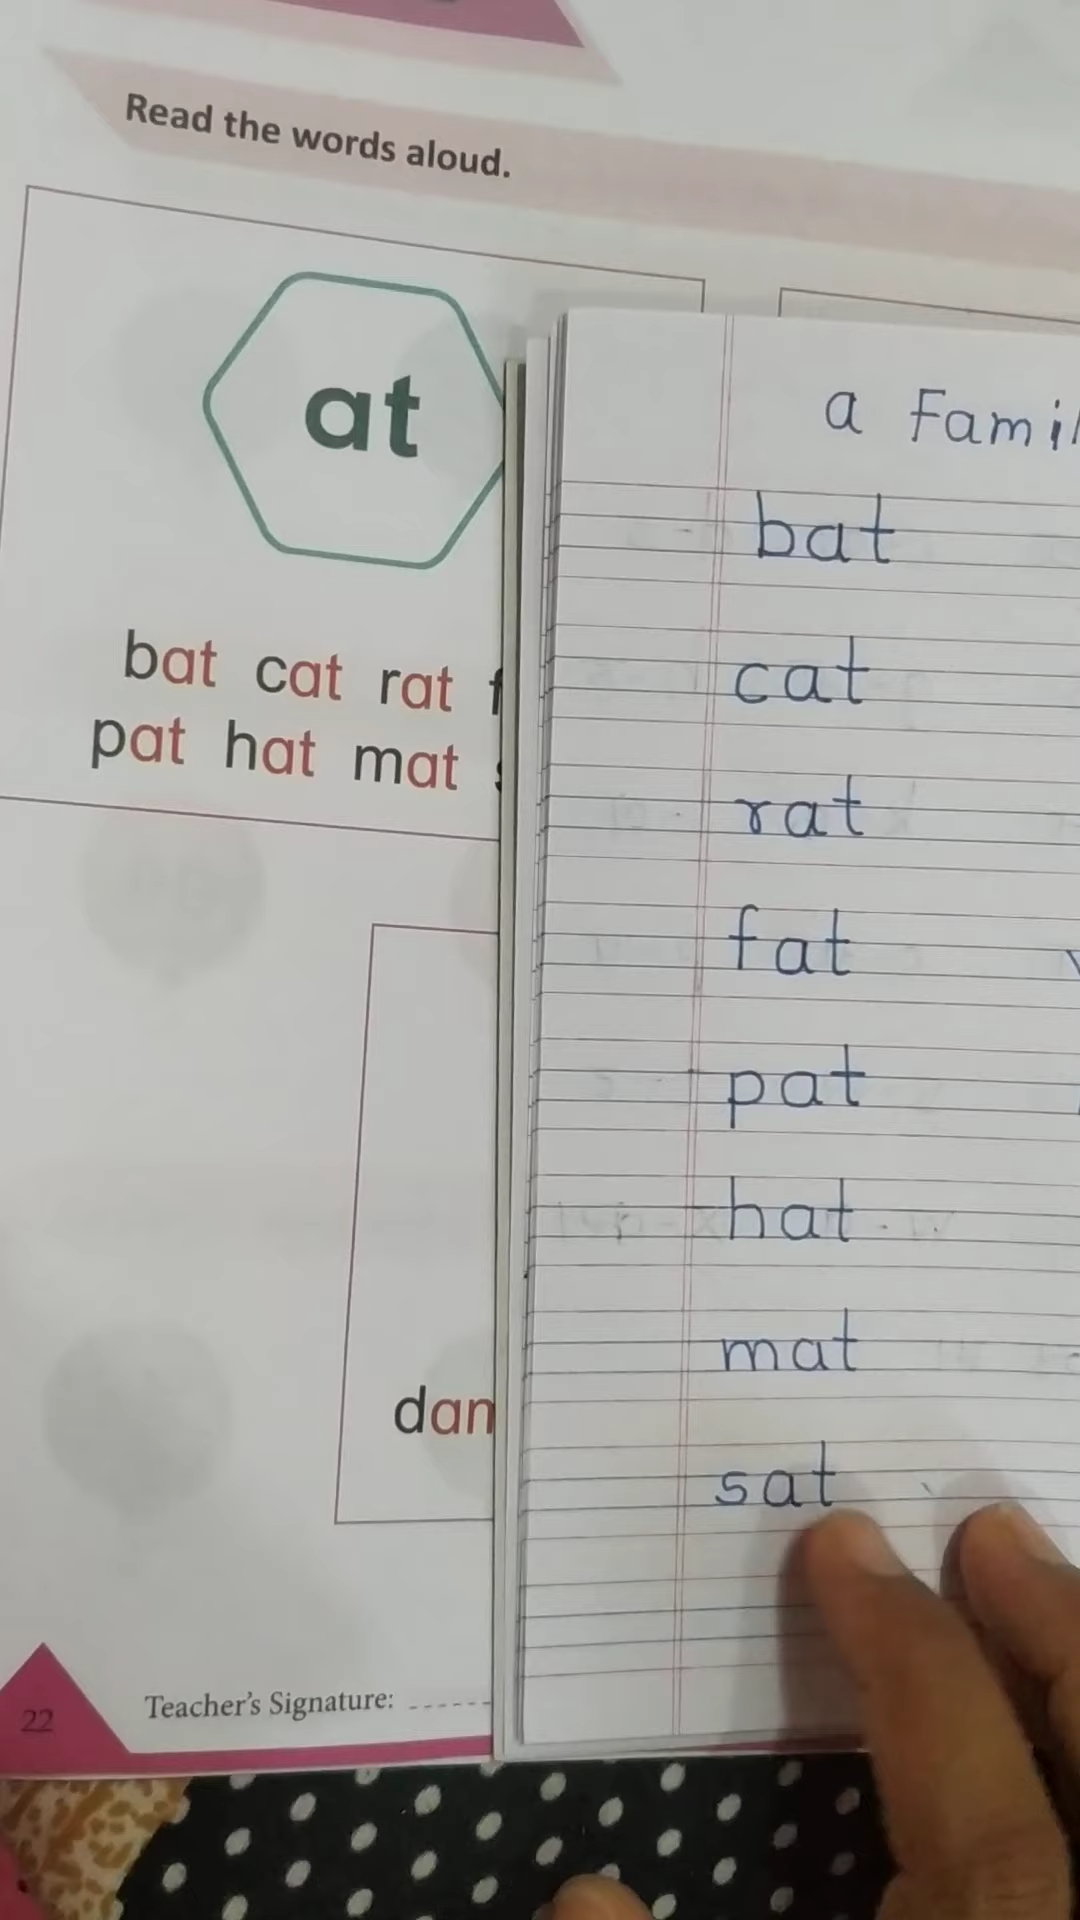 Read the words aloud.
at
bat cat rat
pat hat mat
dan
Teacher's Signature:
22
a
bat
cat
rat
fat
pat
hat
mat
sat